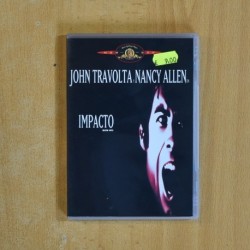 JOHN TRAVOLTA NANCY ALLEN
IMPACTO